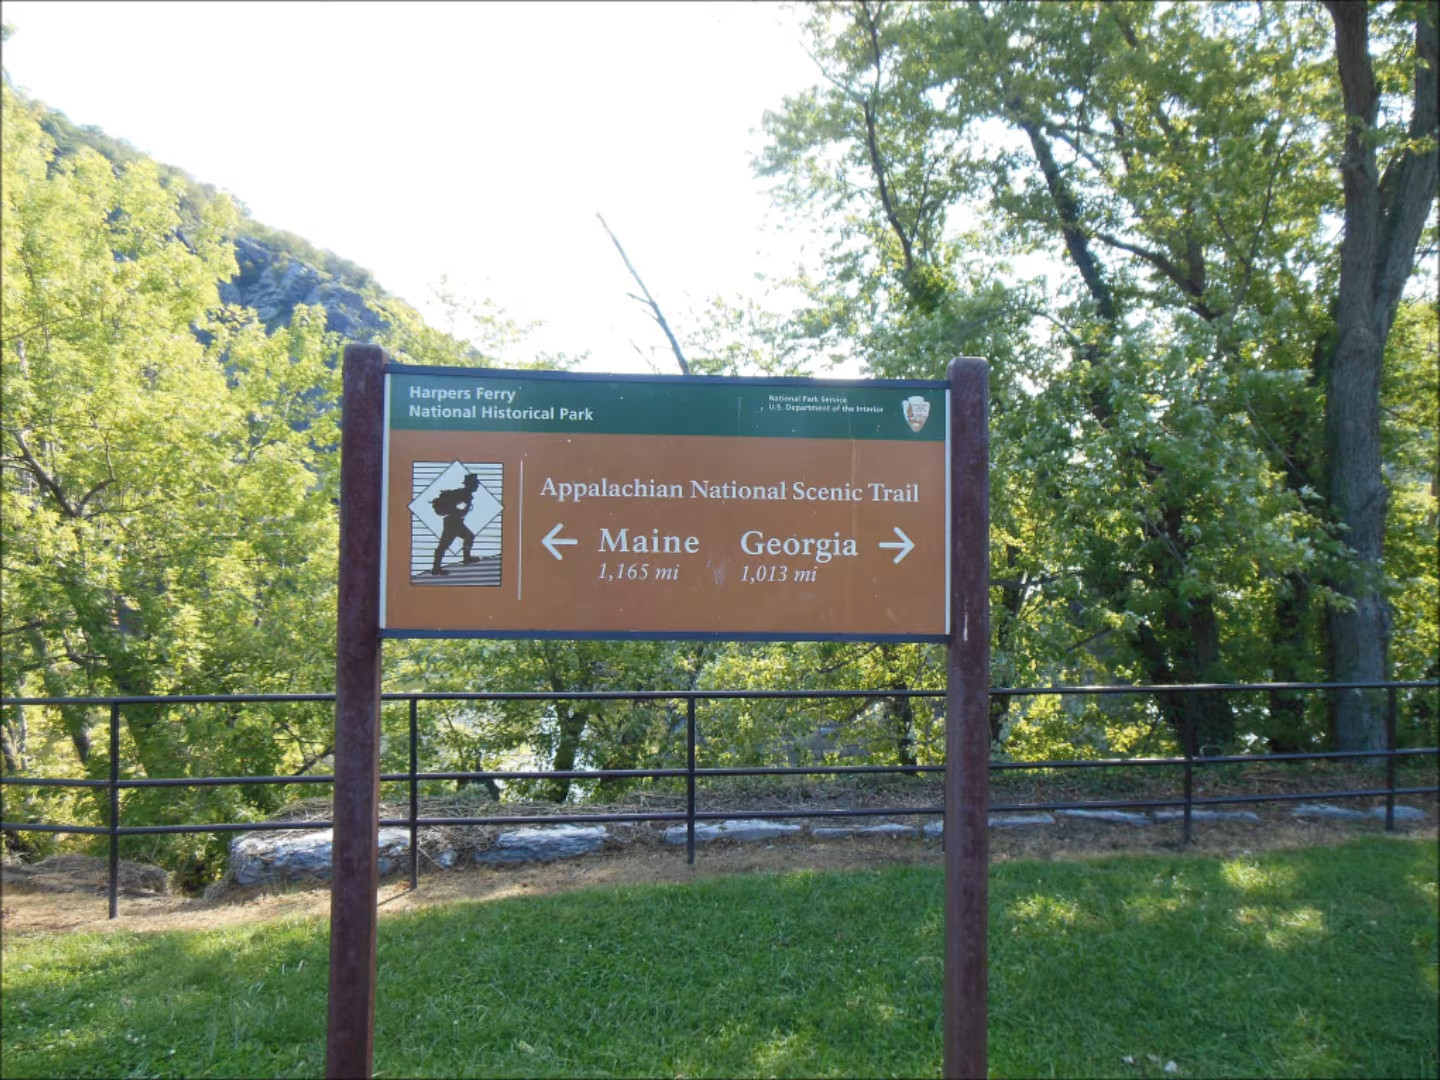 Harpers Ferry
National Historical Park
National Park Service
U.S. Department of the Interior
Appalachian National Scenic Trail
← Maine Georgia →
1,165 mi 1,013 mi